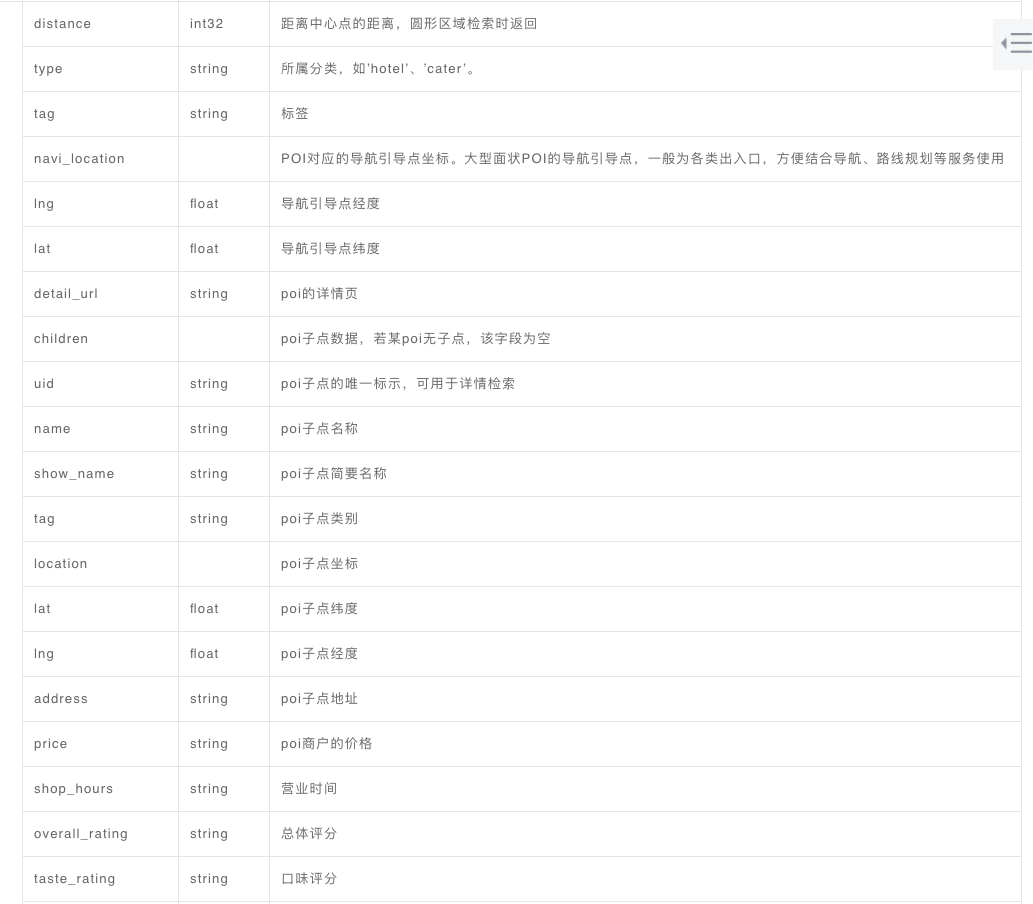 distance int32 距离中心点的距离，圆形区域检索时返回
type string 所属分类，如’hotel’、’cater’。
tag string 标签
navi_location POI对应的导航引导点坐标。大型面状POI的导航引导点，一般为各类出入口，方便结合导航、路线规划等服务使用
lng float 导航引导点经度
lat float 导航引导点纬度
detail_url string poi的详情页
children poi子点数据，若某poi无子点，该字段为空
uid string poi子点的唯一标示，可用于详情检索
name string poi子点名称
show_name string poi子点简要名称
tag string poi子点类别
location poi子点坐标
lat float poi子点纬度
lng float poi子点经度
address string poi子点地址
price string poi商户的价格
shop_hours string 营业时间
overall_rating string 总体评分
taste_rating string 口味评分